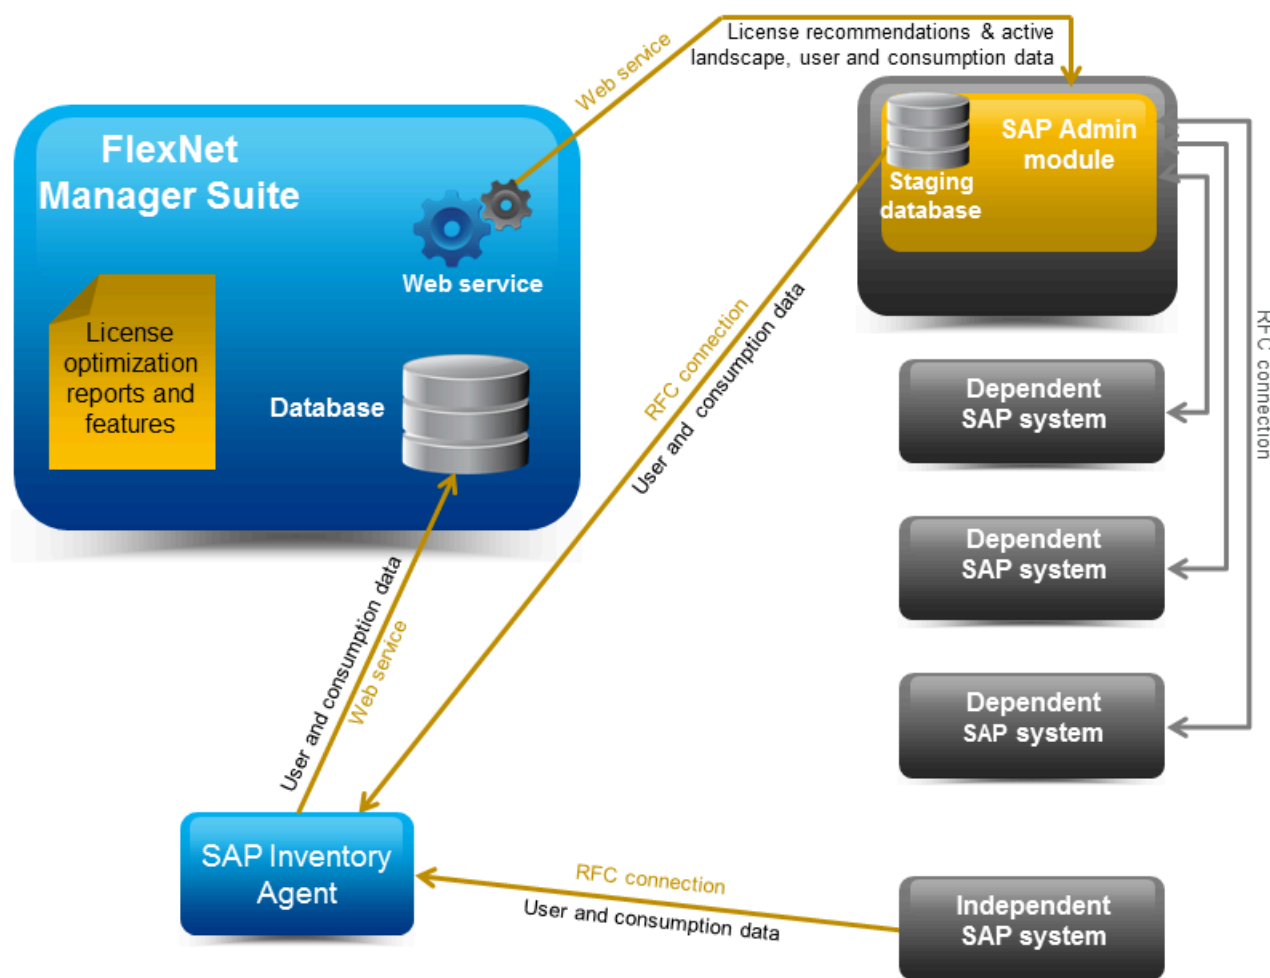 License recommendations & active
landscape, user and consumption data
Web service
FlexNet
Manager Suite
Web service
License
optimization
reports and
features
Database
SAP Admin
module
Staging
database
RFC connection
User and consumption data
RFC connection
Dependent
SAP system
Dependent
SAP system
Dependent
SAP system
User and consumption data
Web service
SAP Inventory
Agent
RFC connection
User and consumption data
Independent
SAP system